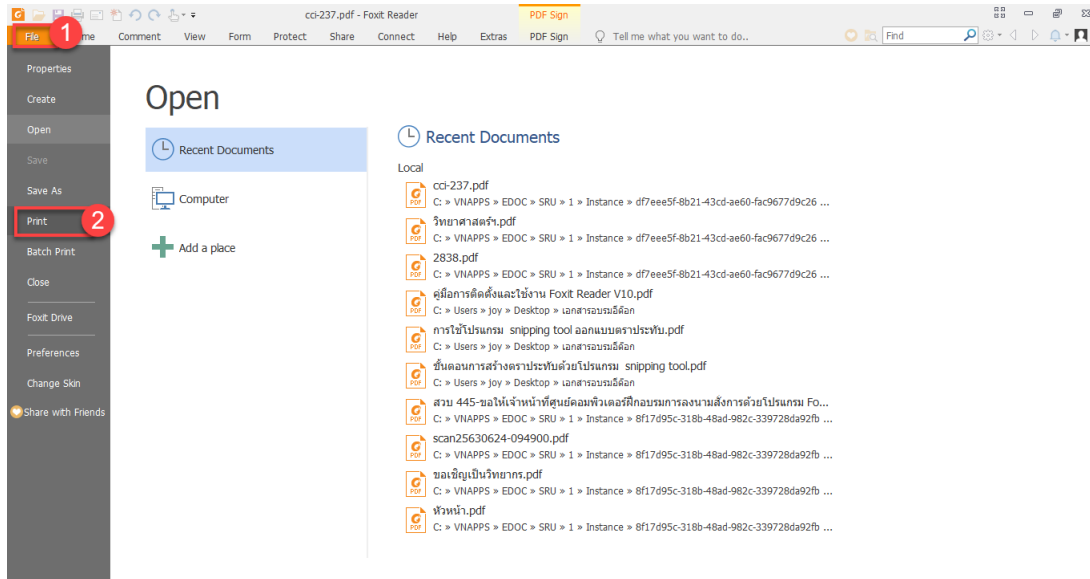 cci-237.pdf - Foxit Reader
PDF Sign
File
1
Comment
View
Form
Protect
Share
Connect
Help
Extras
PDF Sign
Tell me what you want to do..
Find
Properties
Create
Open
Save
Save As
Print
2
Batch Print
Close
Foxit Drive
Preferences
Change Skin
Share with Friends
Open
Recent Documents
Computer
Add a place
Recent Documents
Local
cci-237.pdf
C: » VNAPPS » EDOC » SRU » 1 » Instance » df7eee5f-8b21-43cd-ae60-fac9677d9c26 ...
วิทยาศาสตร์ฯ.pdf
C: » VNAPPS » EDOC » SRU » 1 » Instance » df7eee5f-8b21-43cd-ae60-fac9677d9c26 ...
2838.pdf
C: » VNAPPS » EDOC » SRU » 1 » Instance » df7eee5f-8b21-43cd-ae60-fac9677d9c26 ...
คู่มือการติดตั้งและใช้งาน Foxit Reader V10.pdf
C: » Users » joy » Desktop » เอกสารอบรมอีด๊อก
การใช้โปรแกรม snipping tool ออกแบบตราประทับ.pdf
C: » Users » joy » Desktop » เอกสารอบรมอีด๊อก
ขั้นตอนการสร้างตราประทับด้วยโปรแกรม snipping tool.pdf
C: » Users » joy » Desktop » เอกสารอบรมอีด๊อก
สวบ 445-ขอให้เจ้าหน้าที่ศูนย์คอมพิวเตอร์ฝึกอบรมการลงนามสั่งการด้วยโปรแกรม Fo...
C: » VNAPPS » EDOC » SRU » 1 » Instance » 8f17d95c-318b-48ad-982c-339728da92fb ...
scan25630624-094900.pdf
C: » VNAPPS » EDOC » SRU » 1 » Instance » 8f17d95c-318b-48ad-982c-339728da92fb ...
ขอเชิญเป็นวิทยากร.pdf
C: » VNAPPS » EDOC » SRU » 1 » Instance » 8f17d95c-318b-48ad-982c-339728da92fb ...
หัวหน้า.pdf
C: » VNAPPS » EDOC » SRU » 1 » Instance » 8f17d95c-318b-48ad-982c-339728da92fb ...